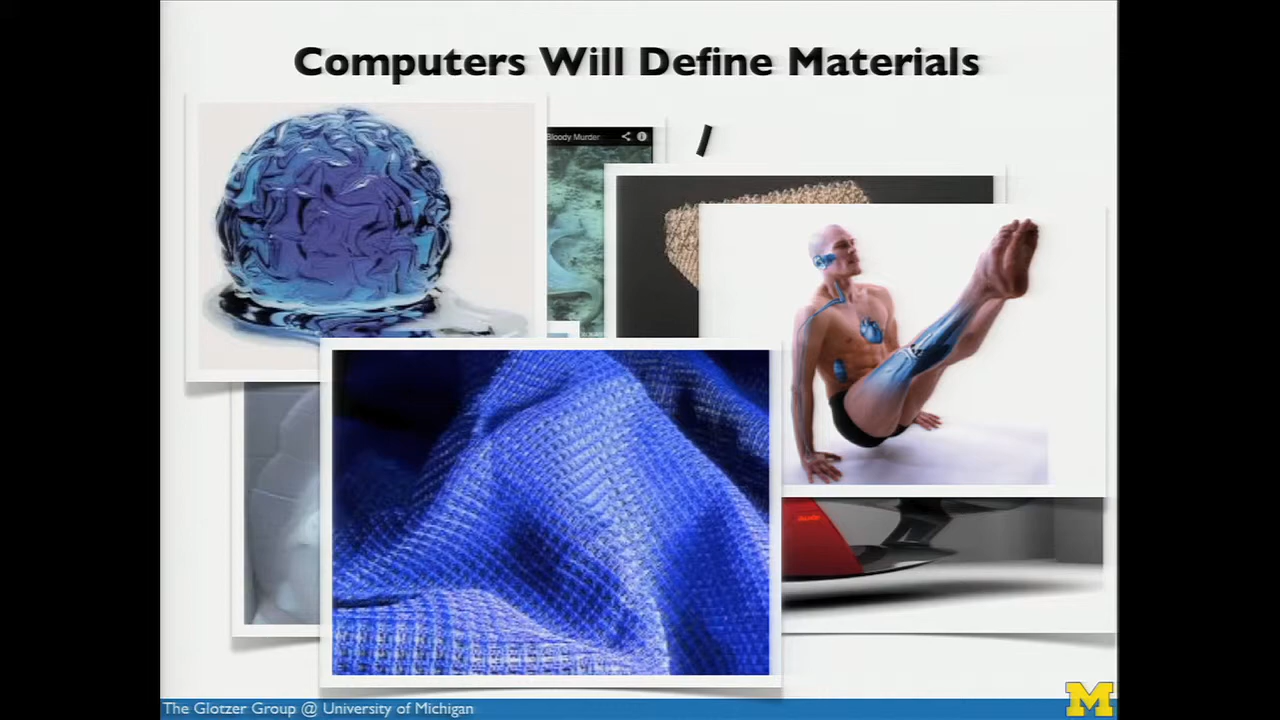 Computers Will Define Materials
Bloody Murder
The Glotzer Group @ University of Michigan
M